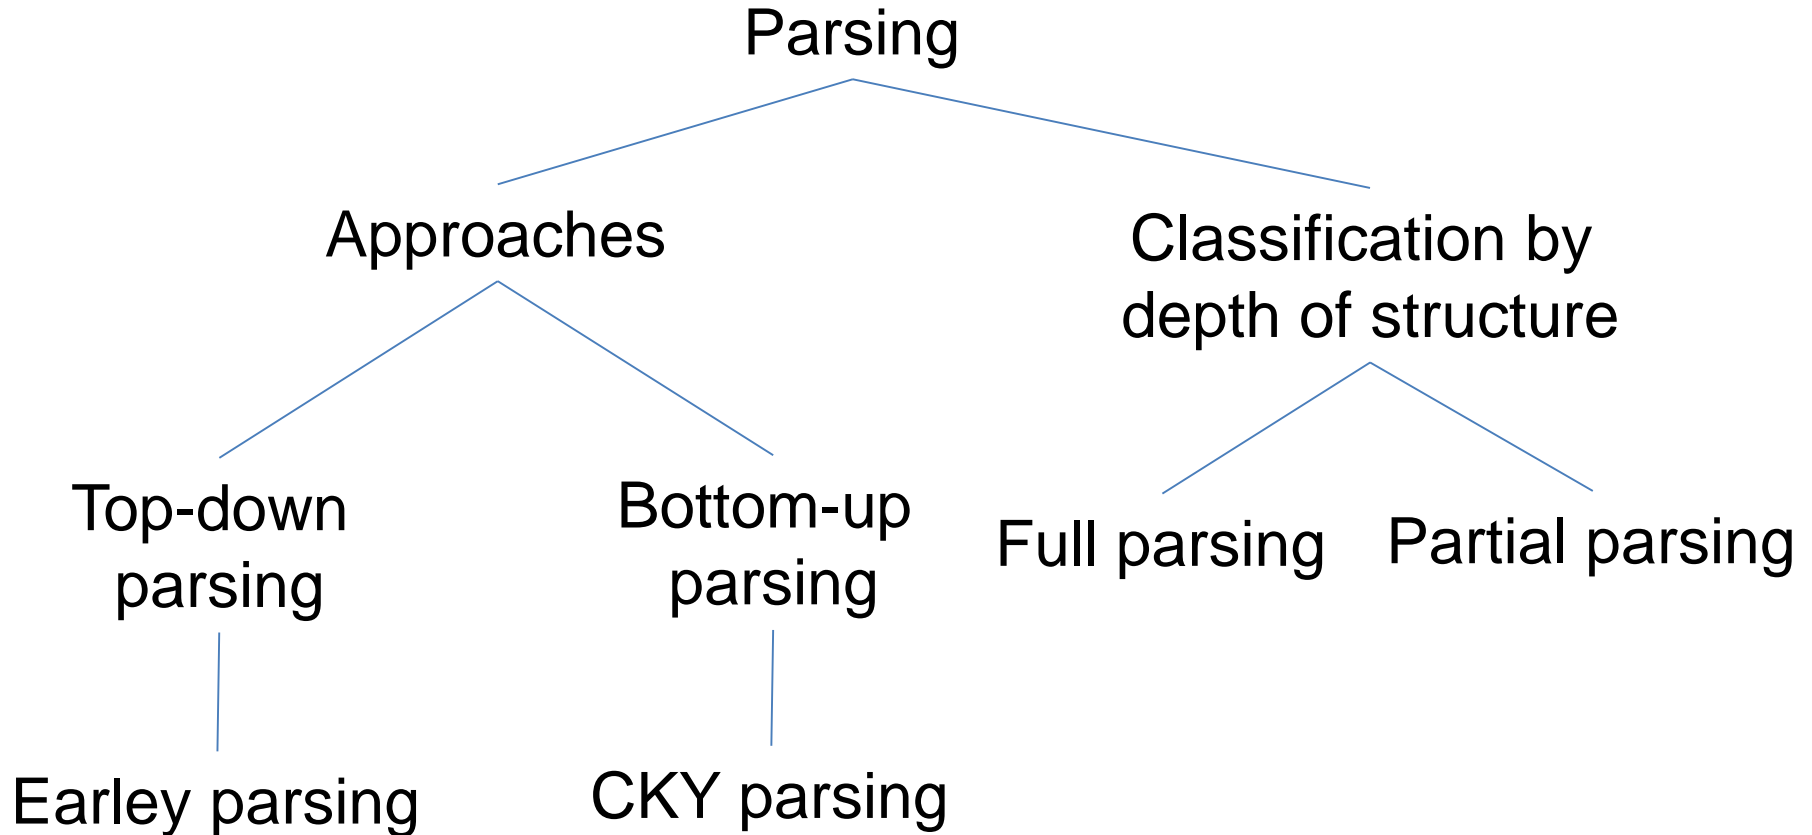 Parsing
Approaches
Classification by
depth of structure
Top-down
parsing
Bottom-up
parsing
Full parsing
Partial parsing
Earley parsing
CKY parsing